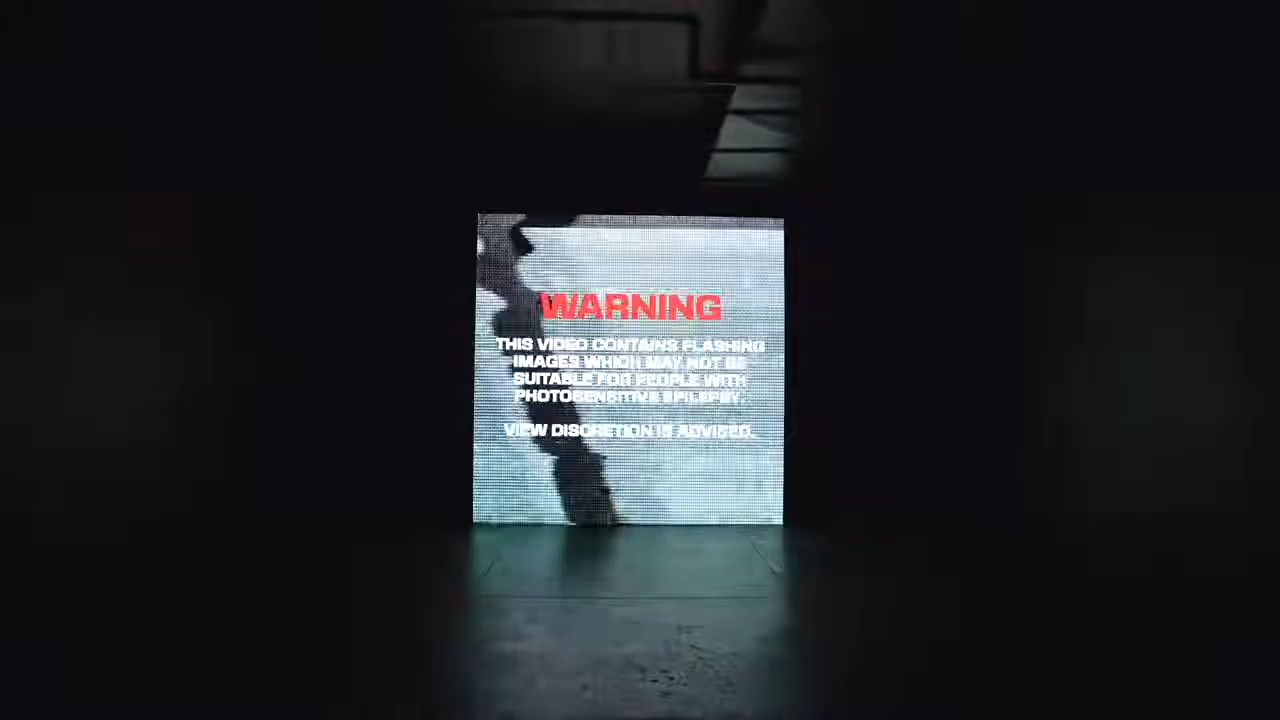 WARNING
THIS VIDEO CONTAINS FLASHING
IMAGES WHICH MAY NOT BE
SUITABLE FOR PEOPLE WITH
PHOTOSENSITIVE EPILEPSY.
VIEW DISCRETION IS ADVISED.